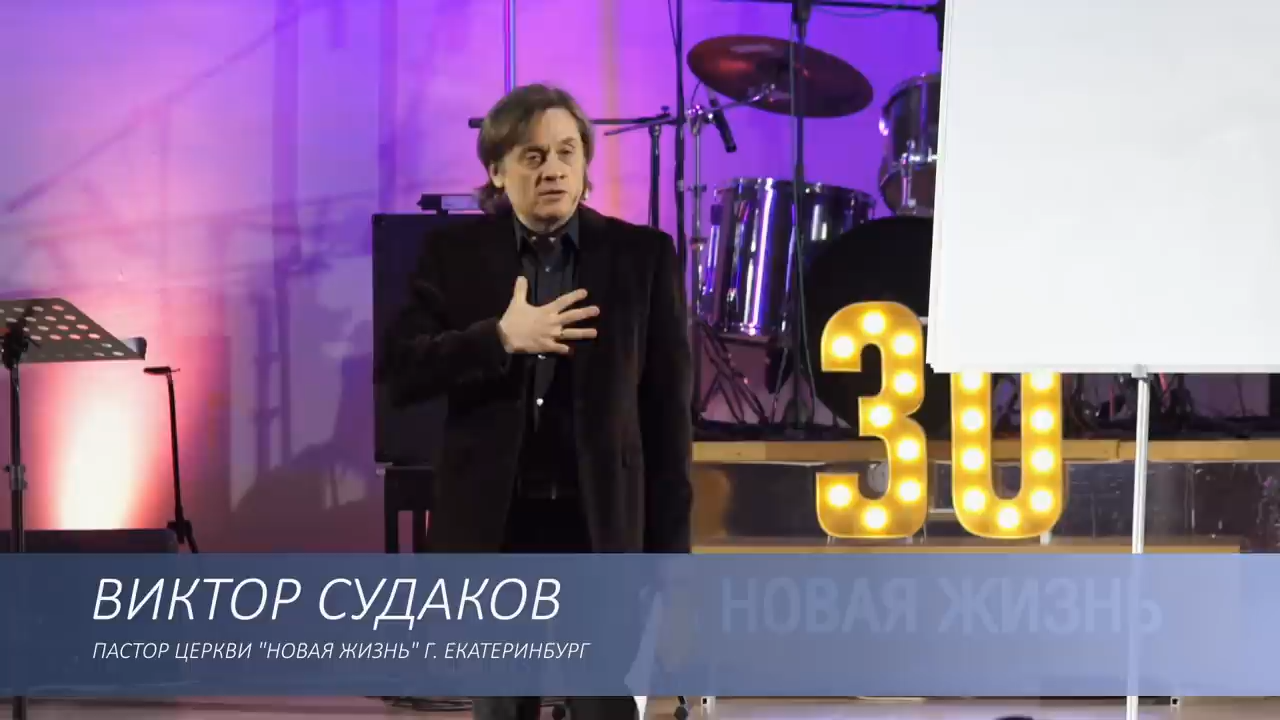 30
ВИКТОР СУДАКОВ
НОВАЯ ЖИЗНЬ
ПАСТОР ЦЕРКВИ "НОВАЯ ЖИЗНЬ" Г. ЕКАТЕРИНБУРГ